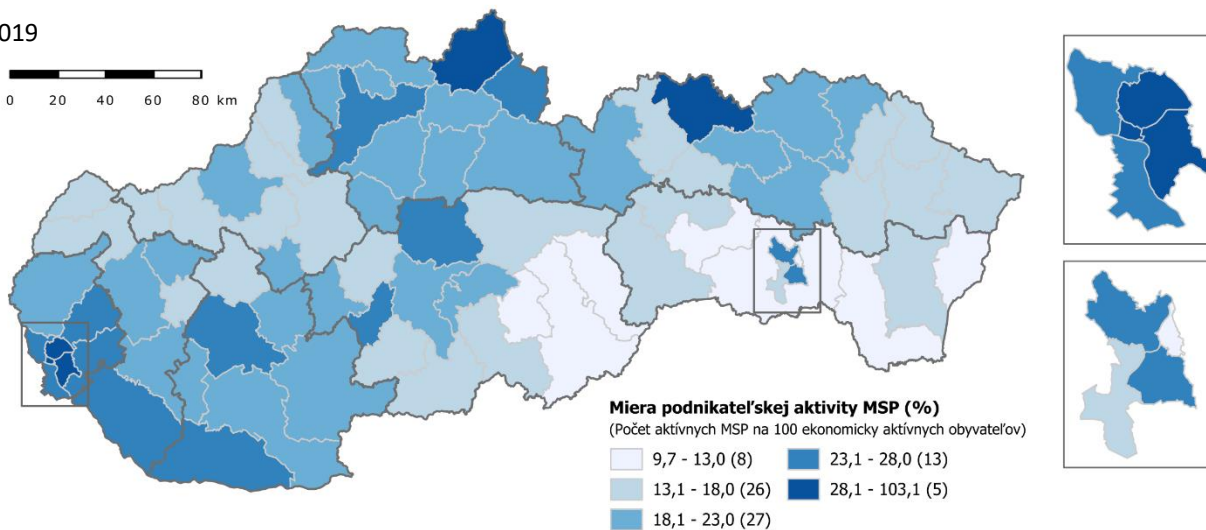 019
0 20 40 60 80 km
Miera podnikateľskej aktivity MSP (%)
(Počet aktívnych MSP na 100 ekonomicky aktívnych obyvateľov)
9,7 - 13,0 (8)
13,1 - 18,0 (26)
18,1 - 23,0 (27)
23,1 - 28,0 (13)
28,1 - 103,1 (5)